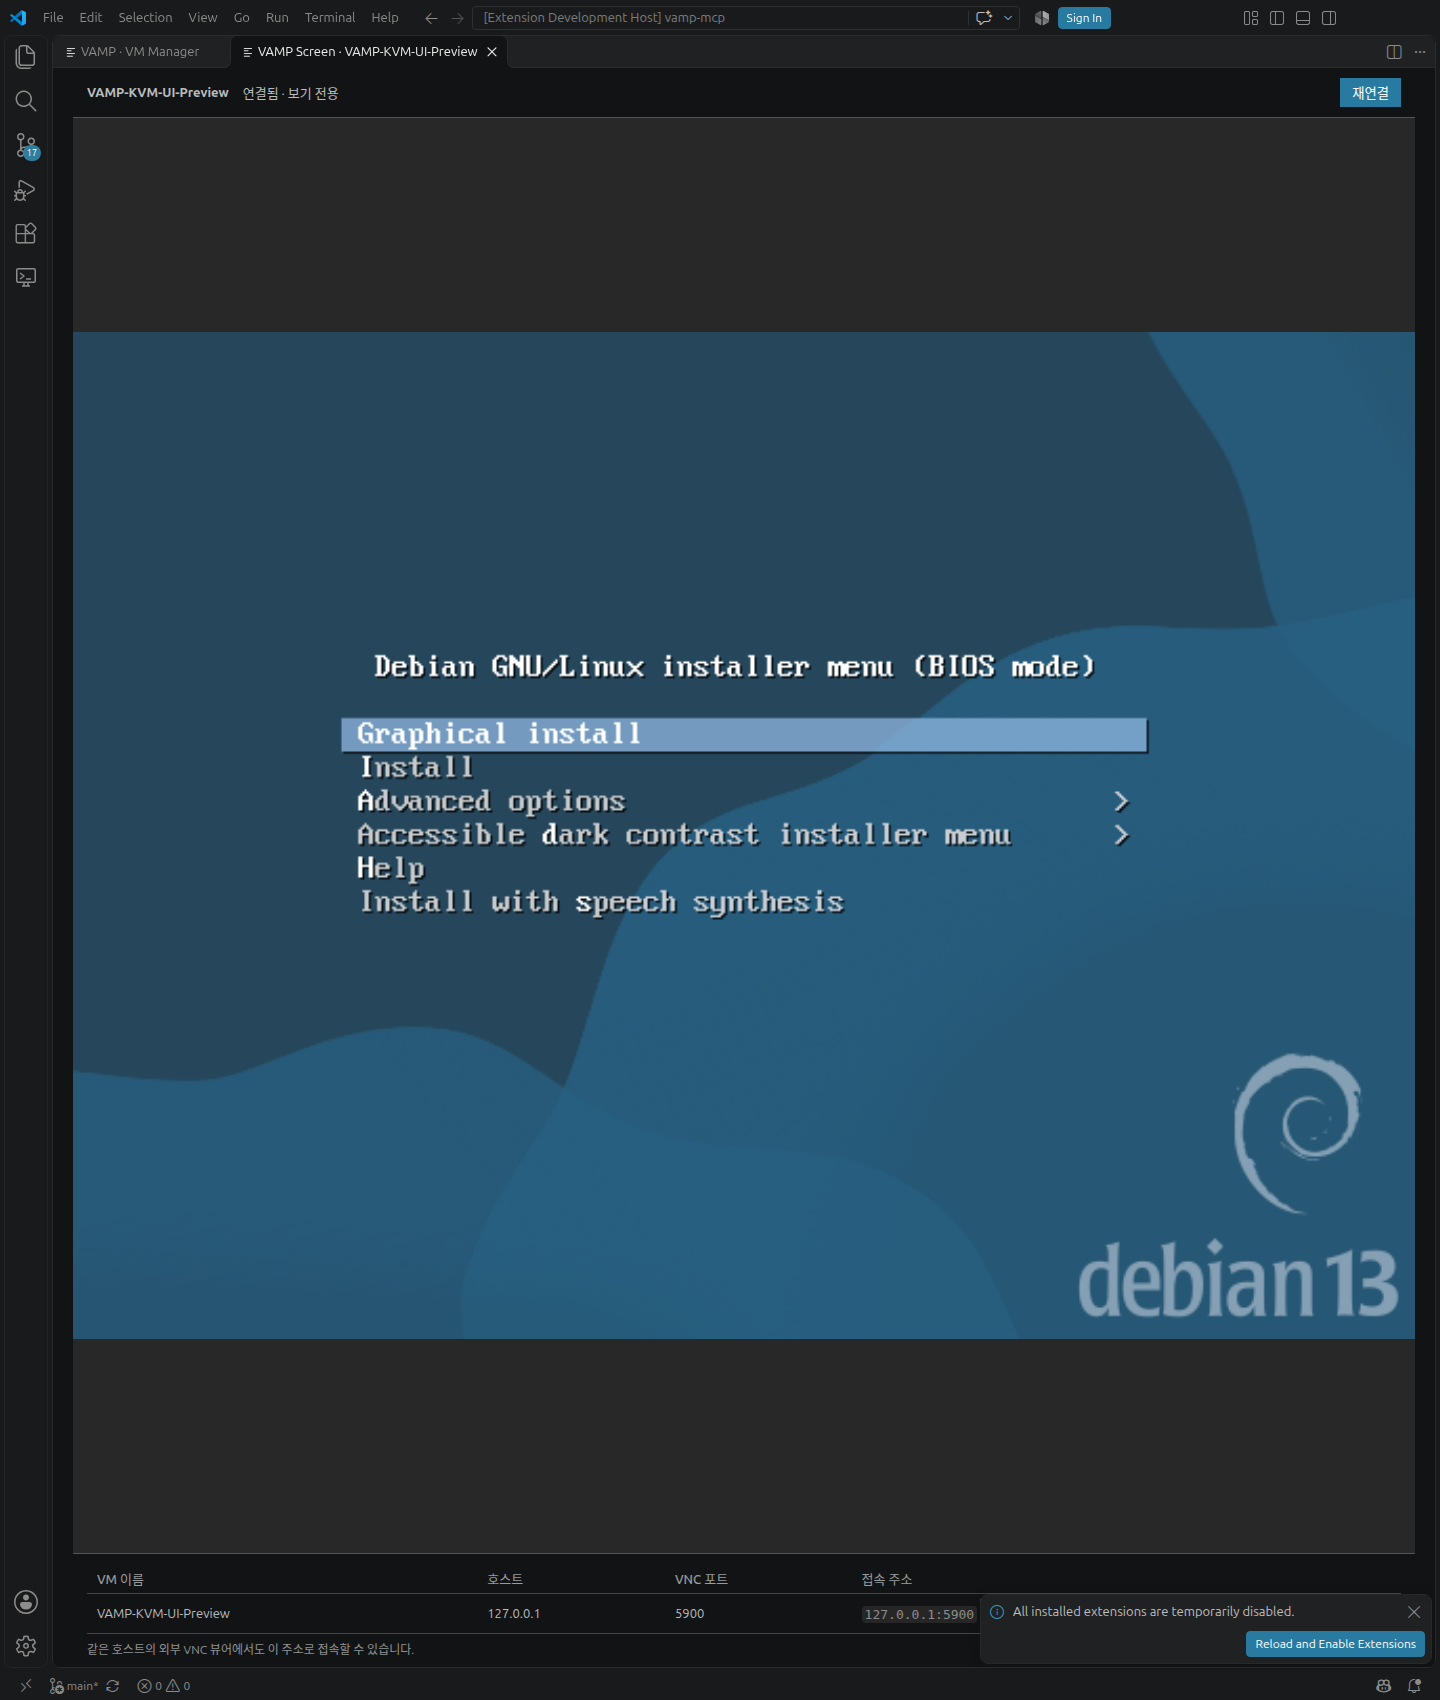 File Edit Selection View Go Run Terminal Help [Extension Development Host] vamp-mcp Sign In
VAMP · VM Manager VAMP Screen · VAMP-KVM-UI-Preview
VAMP-KVM-UI-Preview 연결됨 · 보기 전용 재연결
17
Debian GNU/Linux installer menu (BIOS mode)
Graphical install
Install
Advanced options >
Accessible dark contrast installer menu >
Help
Install with speech synthesis
debian 13
VM 이름 호스트 VNC 포트 접속 주소
VAMP-KVM-UI-Preview 127.0.0.1 5900 127.0.0.1:5900
같은 호스트의 외부 VNC 뷰어에서도 이 주소로 접속할 수 있습니다.
All installed extensions are temporarily disabled.
Reload and Enable Extensions
main* 0 0